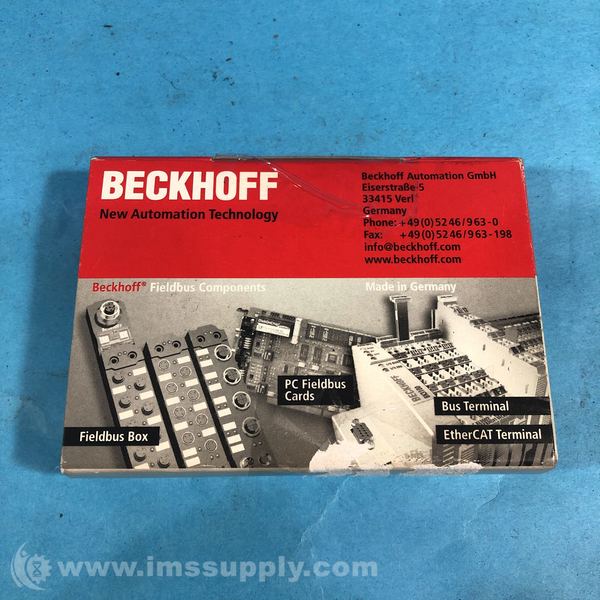 BECKHOFF
New Automation Technology
Beckhoff Automation GmbH
Eiserstraße 5
33415 Verl
Germany
Phone: +49(0)5246/963-0
Fax: +49(0)5246/963-198
info@beckhoff.com
www.beckhoff.com
Beckhoff® Fieldbus Components
Made in Germany
PC Fieldbus
Cards
BECKHOFF
Bus Terminal
Fieldbus Box
EtherCAT Terminal
www.imssupply.com